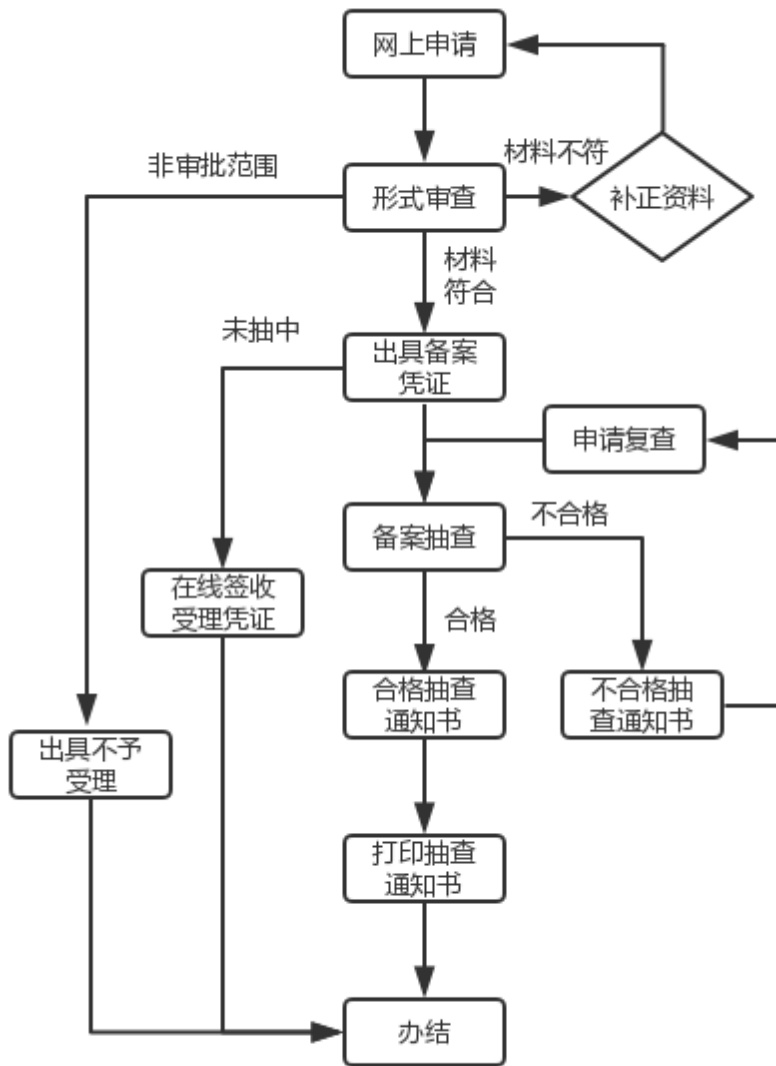 网上申请
材料不符
非审批范围
形式审查
补正资料
材料
符合
未抽中
出具备案
凭证
申请复查
不合格
备案抽查
在线签收
受理凭证
合格
合格抽查
通知书
不合格抽
查通知书
出具不予
受理
打印抽查
通知书
办结